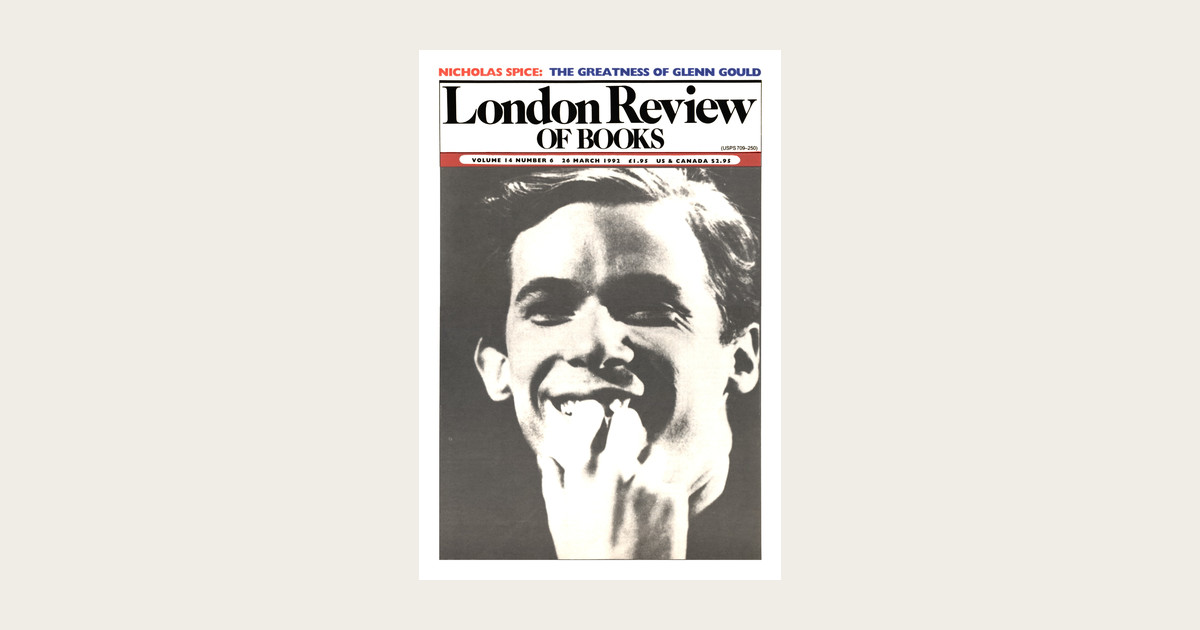 NICHOLAS SPICE: THE GREATNESS OF GLENN GOULD
London Review
OF BOOKS
(USPS 709–250)
VOLUME 14 NUMBER 6 26 MARCH 1992 £1.95 US & CANADA $2.95